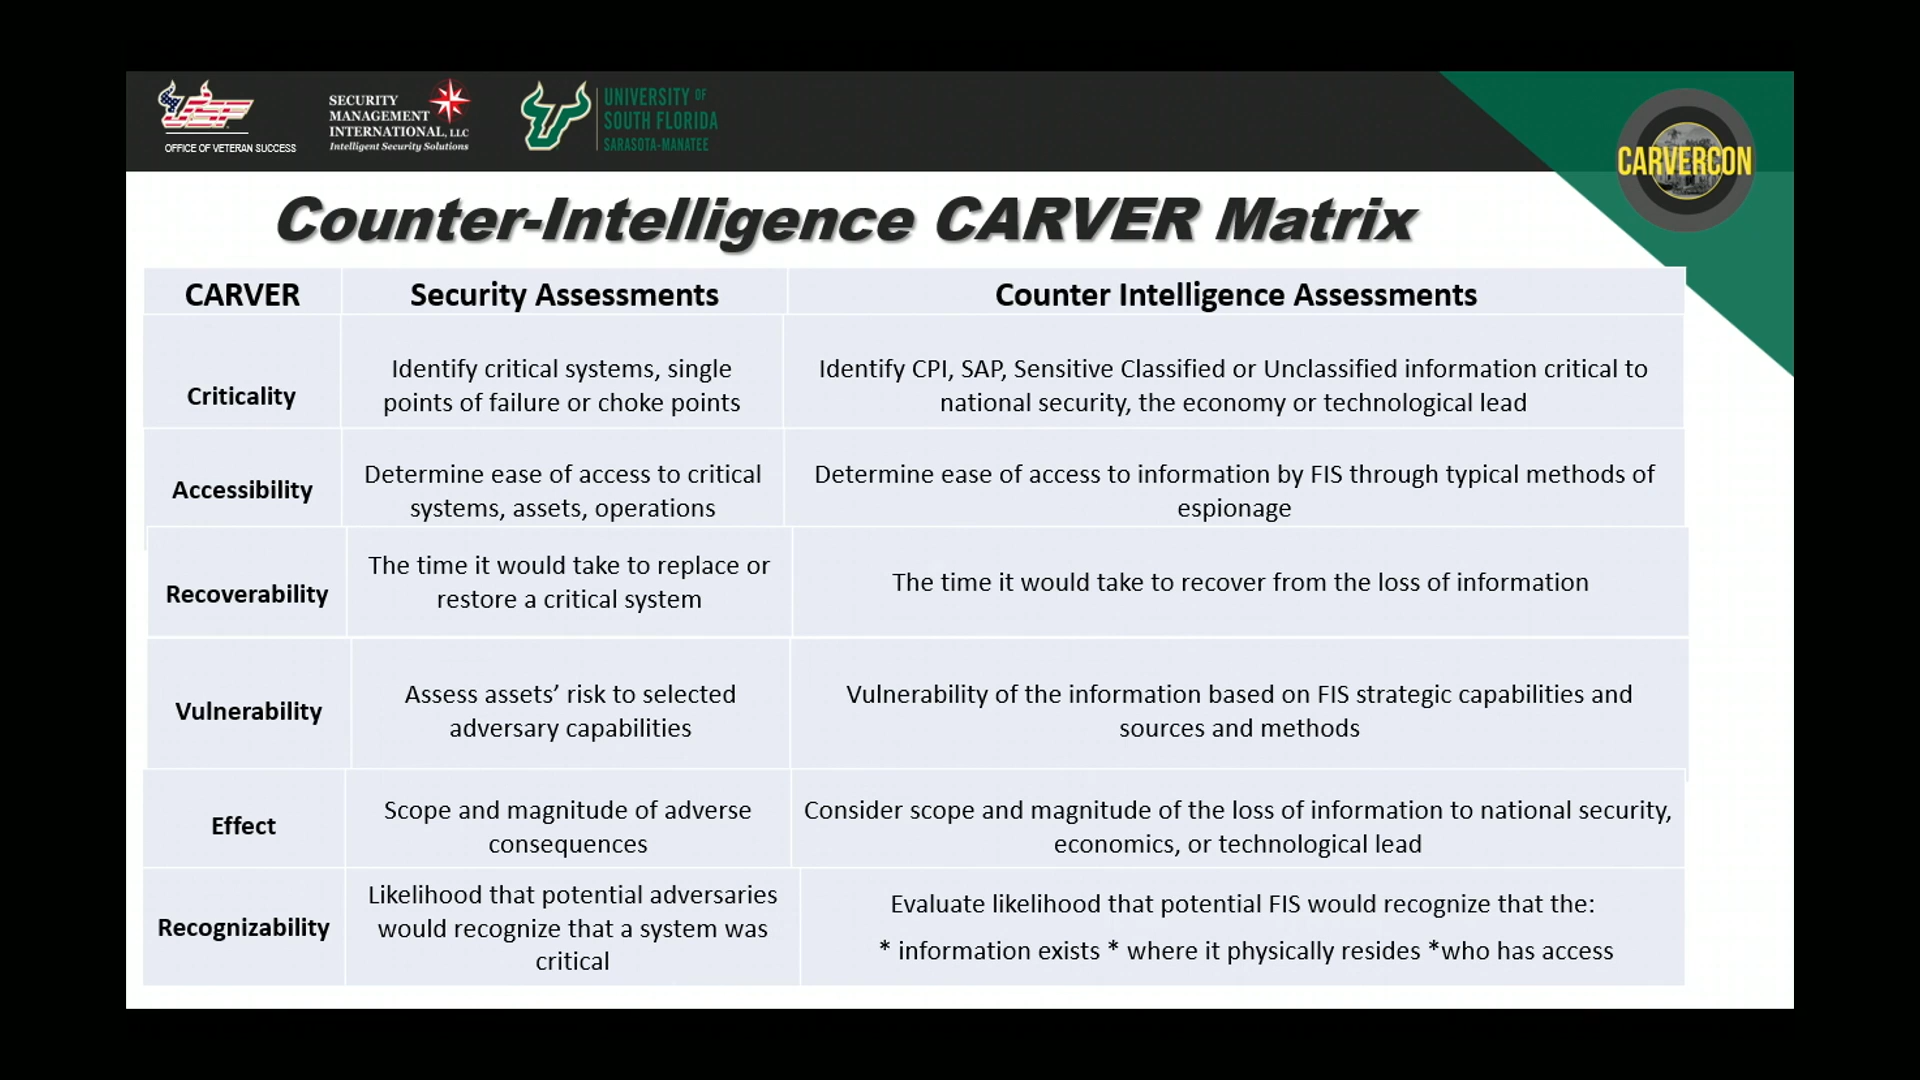 USF
OFFICE OF VETERAN SUCCESS
SECURITY
MANAGEMENT
INTERNATIONAL, LLC
Intelligent Security Solutions
UNIVERSITY OF
SOUTH FLORIDA
SARASOTA-MANATEE
CARVERCON
Counter-Intelligence CARVER Matrix
CARVER
Security Assessments
Counter Intelligence Assessments
Criticality
Identify critical systems, single
points of failure or choke points
Identify CPI, SAP, Sensitive Classified or Unclassified information critical to
national security, the economy or technological lead
Accessibility
Determine ease of access to critical
systems, assets, operations
Determine ease of access to information by FIS through typical methods of
espionage
Recoverability
The time it would take to replace or
restore a critical system
The time it would take to recover from the loss of information
Vulnerability
Assess assets’ risk to selected
adversary capabilities
Vulnerability of the information based on FIS strategic capabilities and
sources and methods
Effect
Scope and magnitude of adverse
consequences
Consider scope and magnitude of the loss of information to national security,
economics, or technological lead
Recognizability
Likelihood that potential adversaries
would recognize that a system was
critical
Evaluate likelihood that potential FIS would recognize that the:
* information exists * where it physically resides *who has access